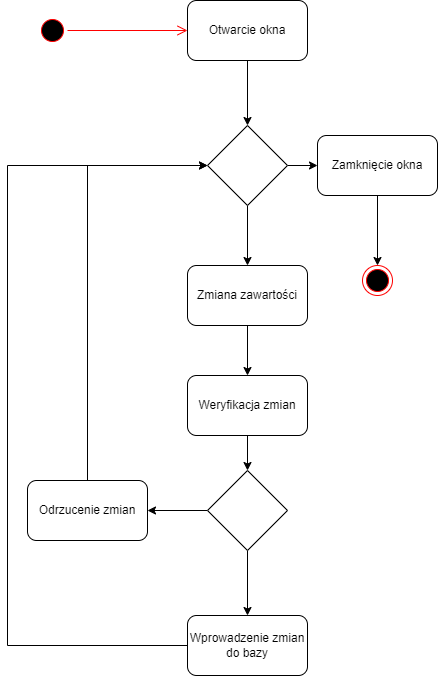 Otwarcie okna
Zamknięcie okna
Zmiana zawartości
Weryfikacja zmian
Odrzucenie zmian
Wprowadzenie zmian
do bazy